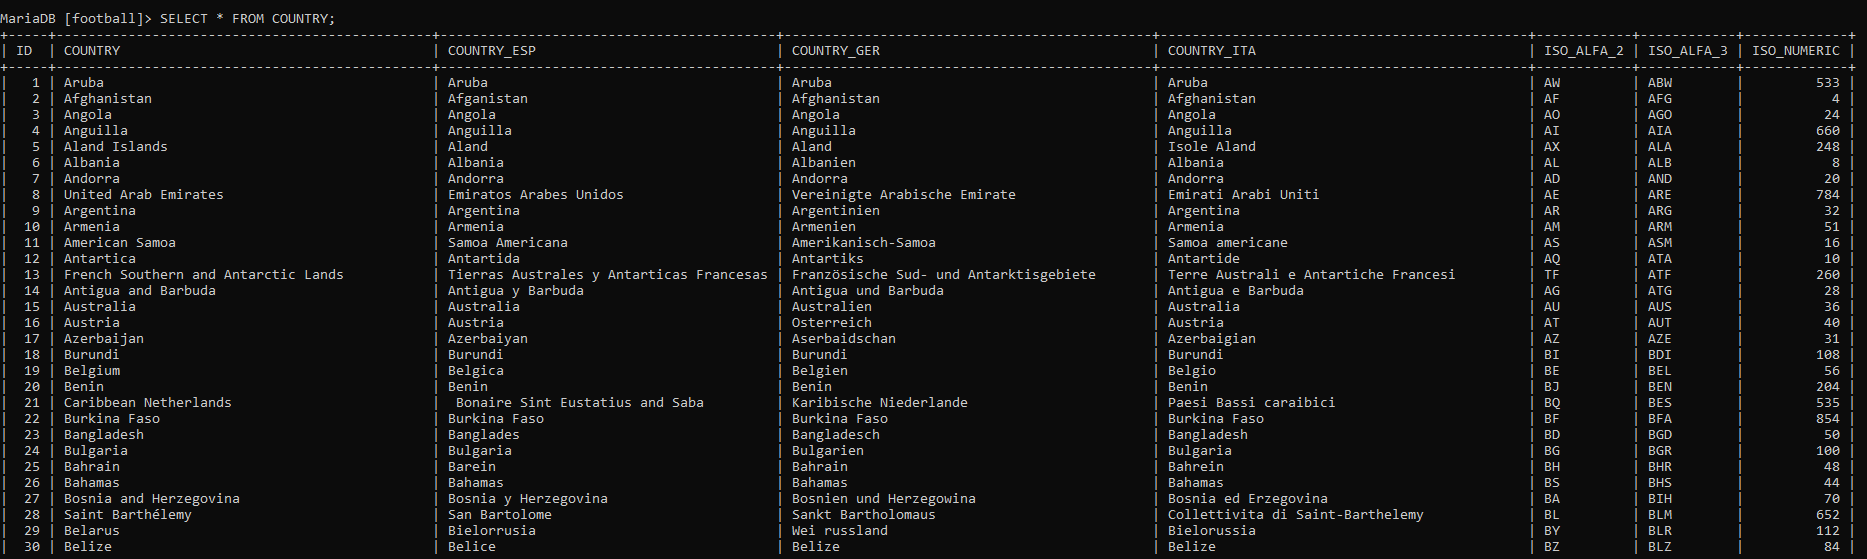 MariaDB [football]> SELECT * FROM COUNTRY;
| ID | COUNTRY | COUNTRY_ESP | COUNTRY_GER | COUNTRY_ITA | ISO_ALFA_2 | ISO_ALFA_3 | ISO_NUMERIC |
| 1 | Aruba | Aruba | Aruba | Aruba | AW | ABW | 533 |
| 2 | Afghanistan | Afganistan | Afghanistan | Afghanistan | AF | AFG | 4 |
| 3 | Angola | Angola | Angola | Angola | AO | AGO | 24 |
| 4 | Anguilla | Anguilla | Anguilla | Anguilla | AI | AIA | 660 |
| 5 | Aland Islands | Aland | Aland | Isole Aland | AX | ALA | 248 |
| 6 | Albania | Albania | Albanien | Albania | AL | ALB | 8 |
| 7 | Andorra | Andorra | Andorra | Andorra | AD | AND | 20 |
| 8 | United Arab Emirates | Emiratos Arabes Unidos | Vereinigte Arabische Emirate | Emirati Arabi Uniti | AE | ARE | 784 |
| 9 | Argentina | Argentina | Argentinien | Argentina | AR | ARG | 32 |
| 10 | Armenia | Armenia | Armenien | Armenia | AM | ARM | 51 |
| 11 | American Samoa | Samoa Americana | Amerikanisch-Samoa | Samoa americane | AS | ASM | 16 |
| 12 | Antartica | Antartida | Antartiks | Antartide | AQ | ATA | 10 |
| 13 | French Southern and Antarctic Lands | Tierras Australes y Antarticas Francesas | Französische Sud- und Antarktisgebiete | Terre Australi e Antartiche Francesi | TF | ATF | 260 |
| 14 | Antigua and Barbuda | Antigua y Barbuda | Antigua und Barbuda | Antigua e Barbuda | AG | ATG | 28 |
| 15 | Australia | Australia | Australien | Australia | AU | AUS | 36 |
| 16 | Austria | Austria | Osterreich | Austria | AT | AUT | 40 |
| 17 | Azerbaijan | Azerbaiyan | Aserbaidschan | Azerbaigian | AZ | AZE | 31 |
| 18 | Burundi | Burundi | Burundi | Burundi | BI | BDI | 108 |
| 19 | Belgium | Belgica | Belgien | Belgio | BE | BEL | 56 |
| 20 | Benin | Benin | Benin | Benin | BJ | BEN | 204 |
| 21 | Caribbean Netherlands | Bonaire Sint Eustatius and Saba | Karibische Niederlande | Paesi Bassi caraibici | BQ | BES | 535 |
| 22 | Burkina Faso | Burkina Faso | Burkina Faso | Burkina Faso | BF | BFA | 854 |
| 23 | Bangladesh | Banglades | Bangladesch | Bangladesh | BD | BGD | 50 |
| 24 | Bulgaria | Bulgaria | Bulgarien | Bulgaria | BG | BGR | 100 |
| 25 | Bahrain | Barein | Bahrain | Bahrein | BH | BHR | 48 |
| 26 | Bahamas | Bahamas | Bahamas | Bahamas | BS | BHS | 44 |
| 27 | Bosnia and Herzegovina | Bosnia y Herzegovina | Bosnien und Herzegowina | Bosnia ed Erzegovina | BA | BIH | 70 |
| 28 | Saint Barthélemy | San Bartolome | Sankt Bartholomaus | Collettivita di Saint-Barthelemy | BL | BLM | 652 |
| 29 | Belarus | Bielorrusia | Wei russland | Bielorussia | BY | BLR | 112 |
| 30 | Belize | Belice | Belize | Belize | BZ | BLZ | 84 |